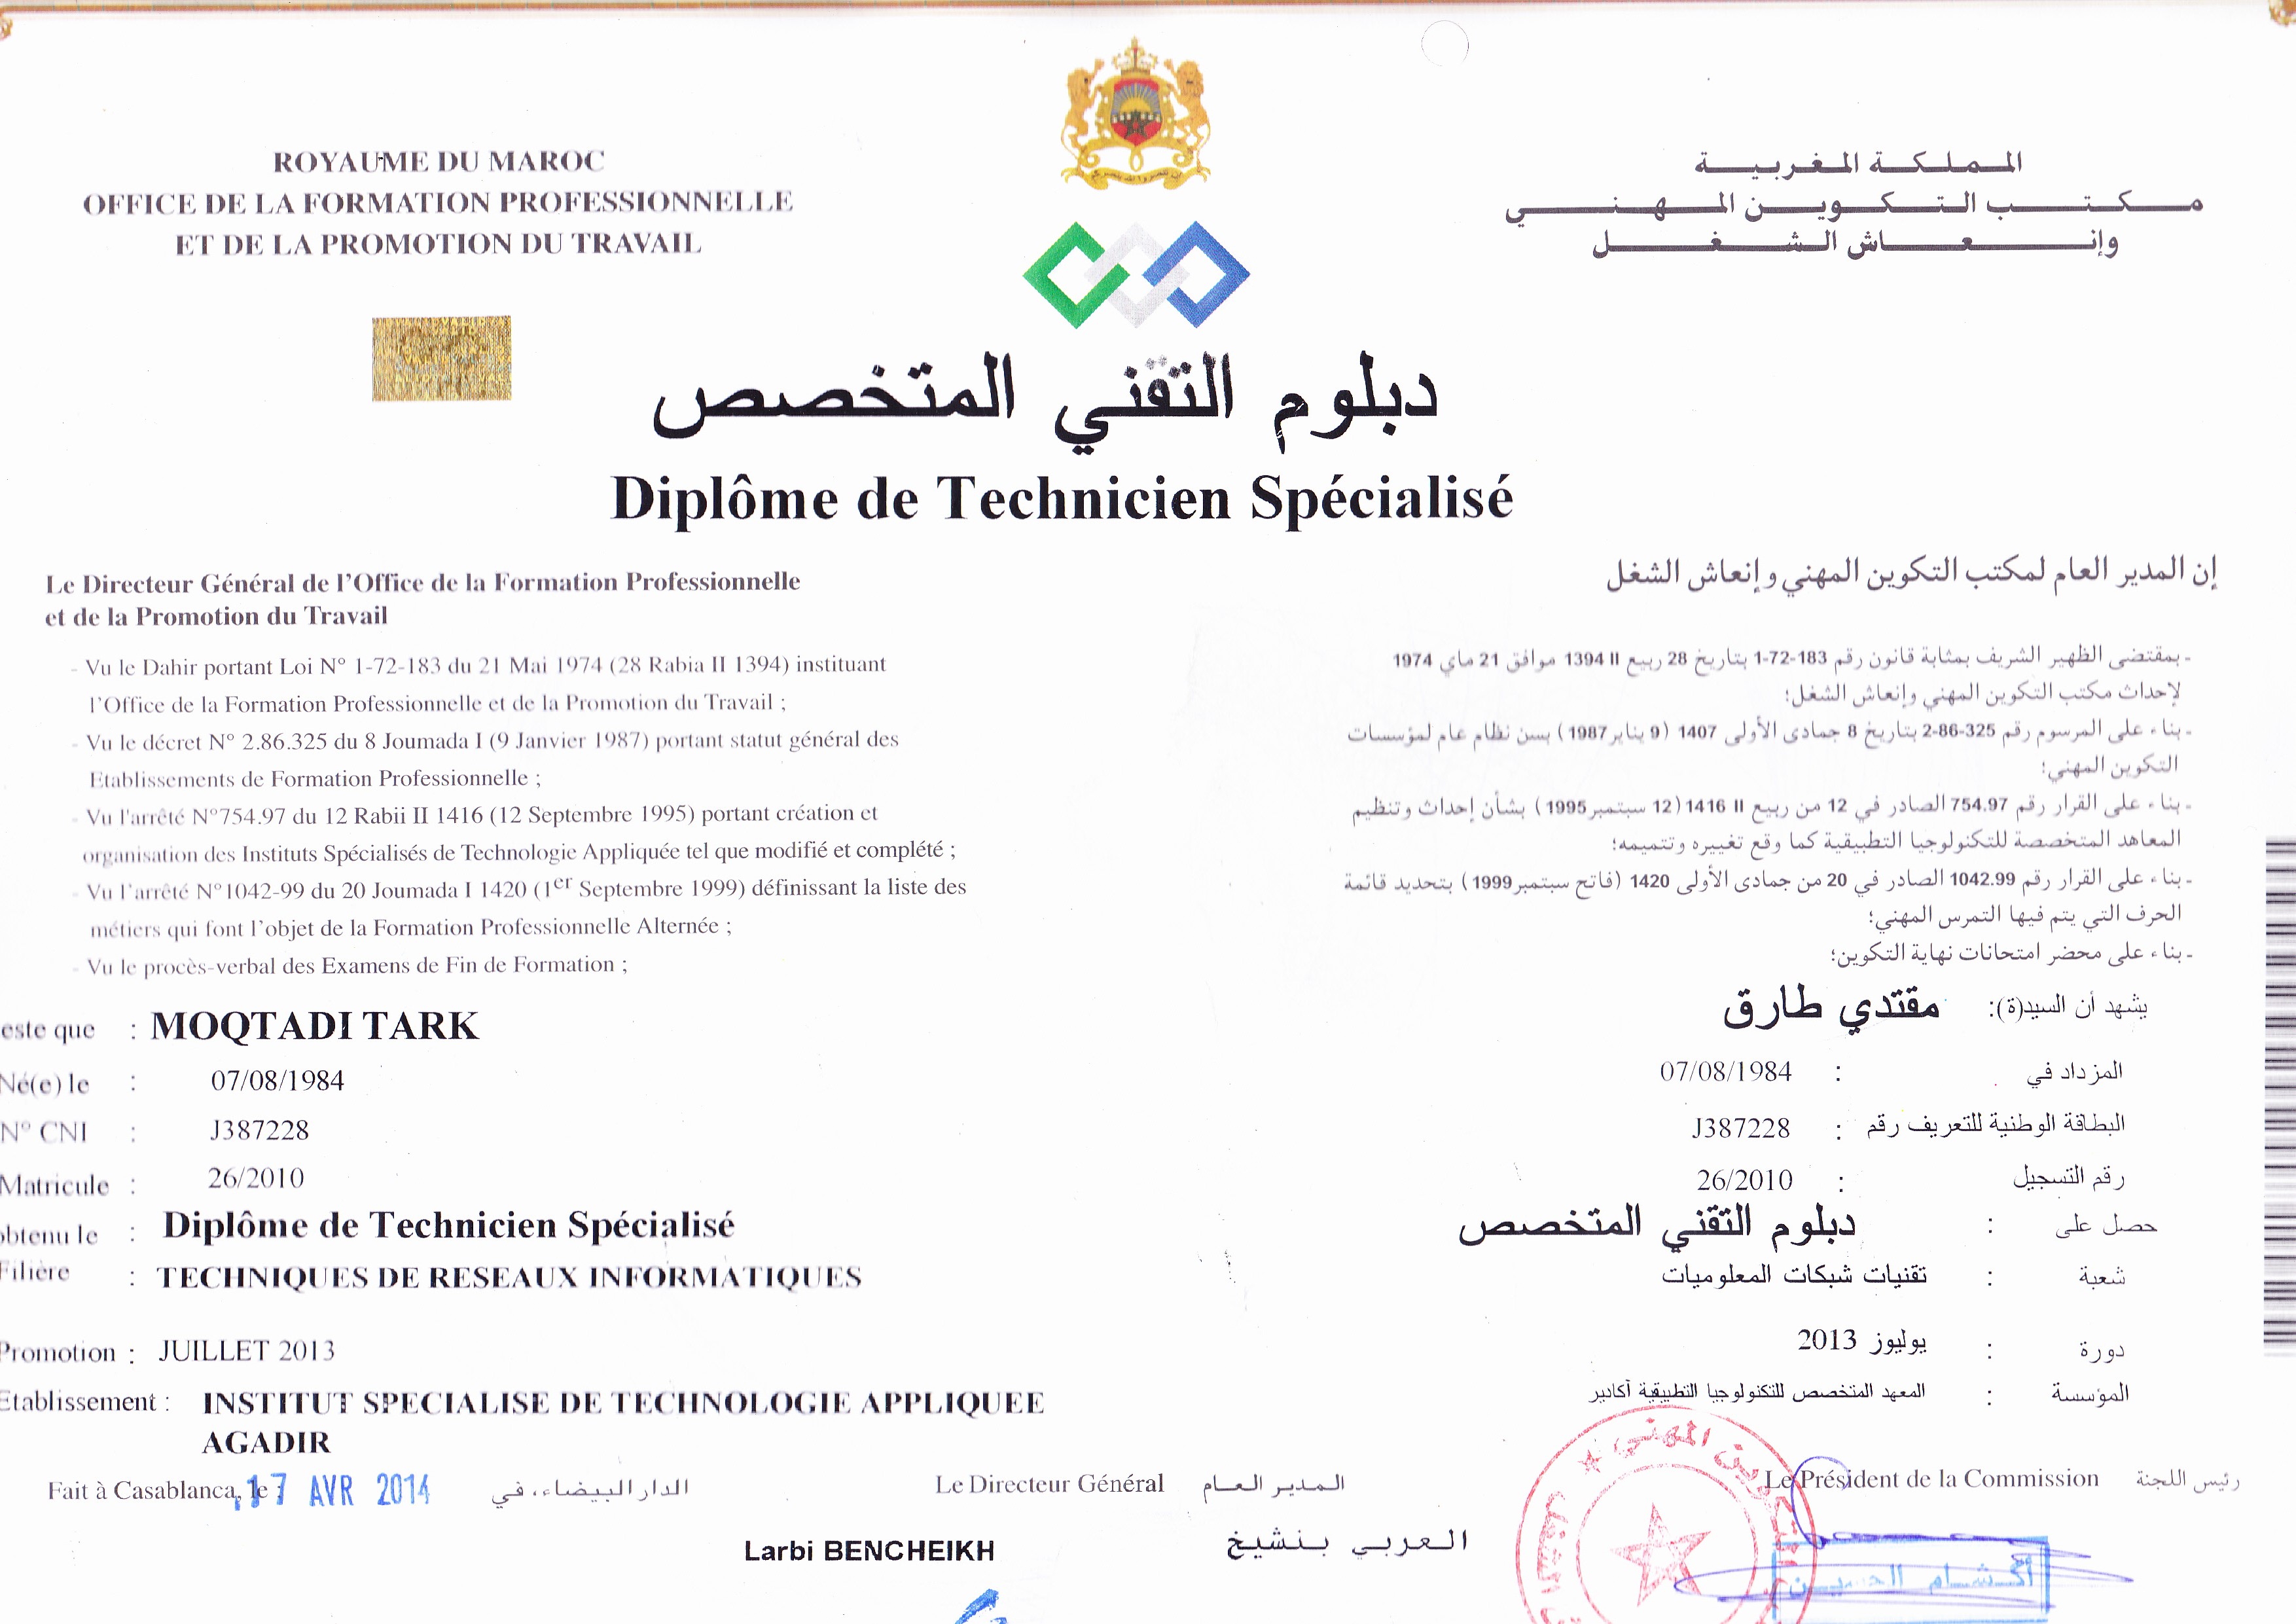 ROYAUME DU MAROC
OFFICE DE LA FORMATION PROFESSIONNELLE
ET DE LA PROMOTION DU TRAVAIL
المملكة المغربية
مكتب التكوين المهني
وإنعاش الشغل
دبلوم التقني المتخصص
Diplôme de Technicien Spécialisé
Le Directeur Général de l'Office de la Formation Professionnelle
et de la Promotion du Travail
- Vu le Dahir portant Loi N° 1-72-183 du 21 Mai 1974 (28 Rabia II 1394) instituant
l'Office de la Formation Professionnelle et de la Promotion du Travail ;
- Vu le décret N° 2.86.325 du 8 Joumada I (9 Janvier 1987) portant statut général des
Etablissements de Formation Professionnelle ;
- Vu l'arrêté N°754.97 du 12 Rabii II 1416 (12 Septembre 1995) portant création et
organisation des Instituts Spécialisés de Technologie Appliquée tel que modifié et complété ;
- Vu l'arrêté N°1042-99 du 20 Joumada I 1420 (1er Septembre 1999) définissant la liste des
métiers qui font l'objet de la Formation Professionnelle Alternée ;
- Vu le procès-verbal des Examens de Fin de Formation ;
إن المدير العام لمكتب التكوين المهني وإنعاش الشغل
- بمقتضى الظهير الشريف بمثابة قانون رقم 183-72-1 بتاريخ 28 ربيع II 1394 موافق 21 ماي 1974
لإحداث مكتب التكوين المهني وإنعاش الشغل؛
- بناء على المرسوم رقم 325-86-2 بتاريخ 8 جمادى الأولى 1407 (9 يناير 1987) بسن نظام عام لمؤسسات
التكوين المهني؛
- بناء على القرار رقم 754.97 الصادر في 12 من ربيع II 1416 (12 سبتمبر 1995) بشأن إحداث وتنظيم
المعاهد المتخصصة للتكنولوجيا التطبيقية كما وقع تغييره وتتميمه؛
- بناء على القرار رقم 1042.99 الصادر في 20 من جمادى الأولى 1420 (فاتح سبتمبر 1999) بتحديد قائمة
الحرف التي يتم فيها التمرس المهني؛
- بناء على محضر امتحانات نهاية التكوين؛
este que : MOQTADI TARK
Né(e) le : 07/08/1984
N° CNI : J387228
Matricule : 26/2010
obtenu le : Diplôme de Technicien Spécialisé
Filière : TECHNIQUES DE RESEAUX INFORMATIQUES
Promotion : JUILLET 2013
Etablissement : INSTITUT SPECIALISE DE TECHNOLOGIE APPLIQUEE
AGADIR
يشهد أن السيد(ة): مقتدي طارق
المزداد في : 07/08/1984
البطاقة الوطنية للتعريف رقم : J387228
رقم التسجيل : 26/2010
حصل على : دبلوم التقني المتخصص
شعبة : تقنيات شبكات المعلوميات
دورة : يوليوز 2013
المؤسسة : المعهد المتخصص للتكنولوجيا التطبيقية أكادير
Fait à Casablanca, le : 17 AVR 2014 الدار البيضاء، في
Le Directeur Général المدير العام
Larbi BENCHEIKH العربي بنشيخ
Le Président de la Commission رئيس اللجنة